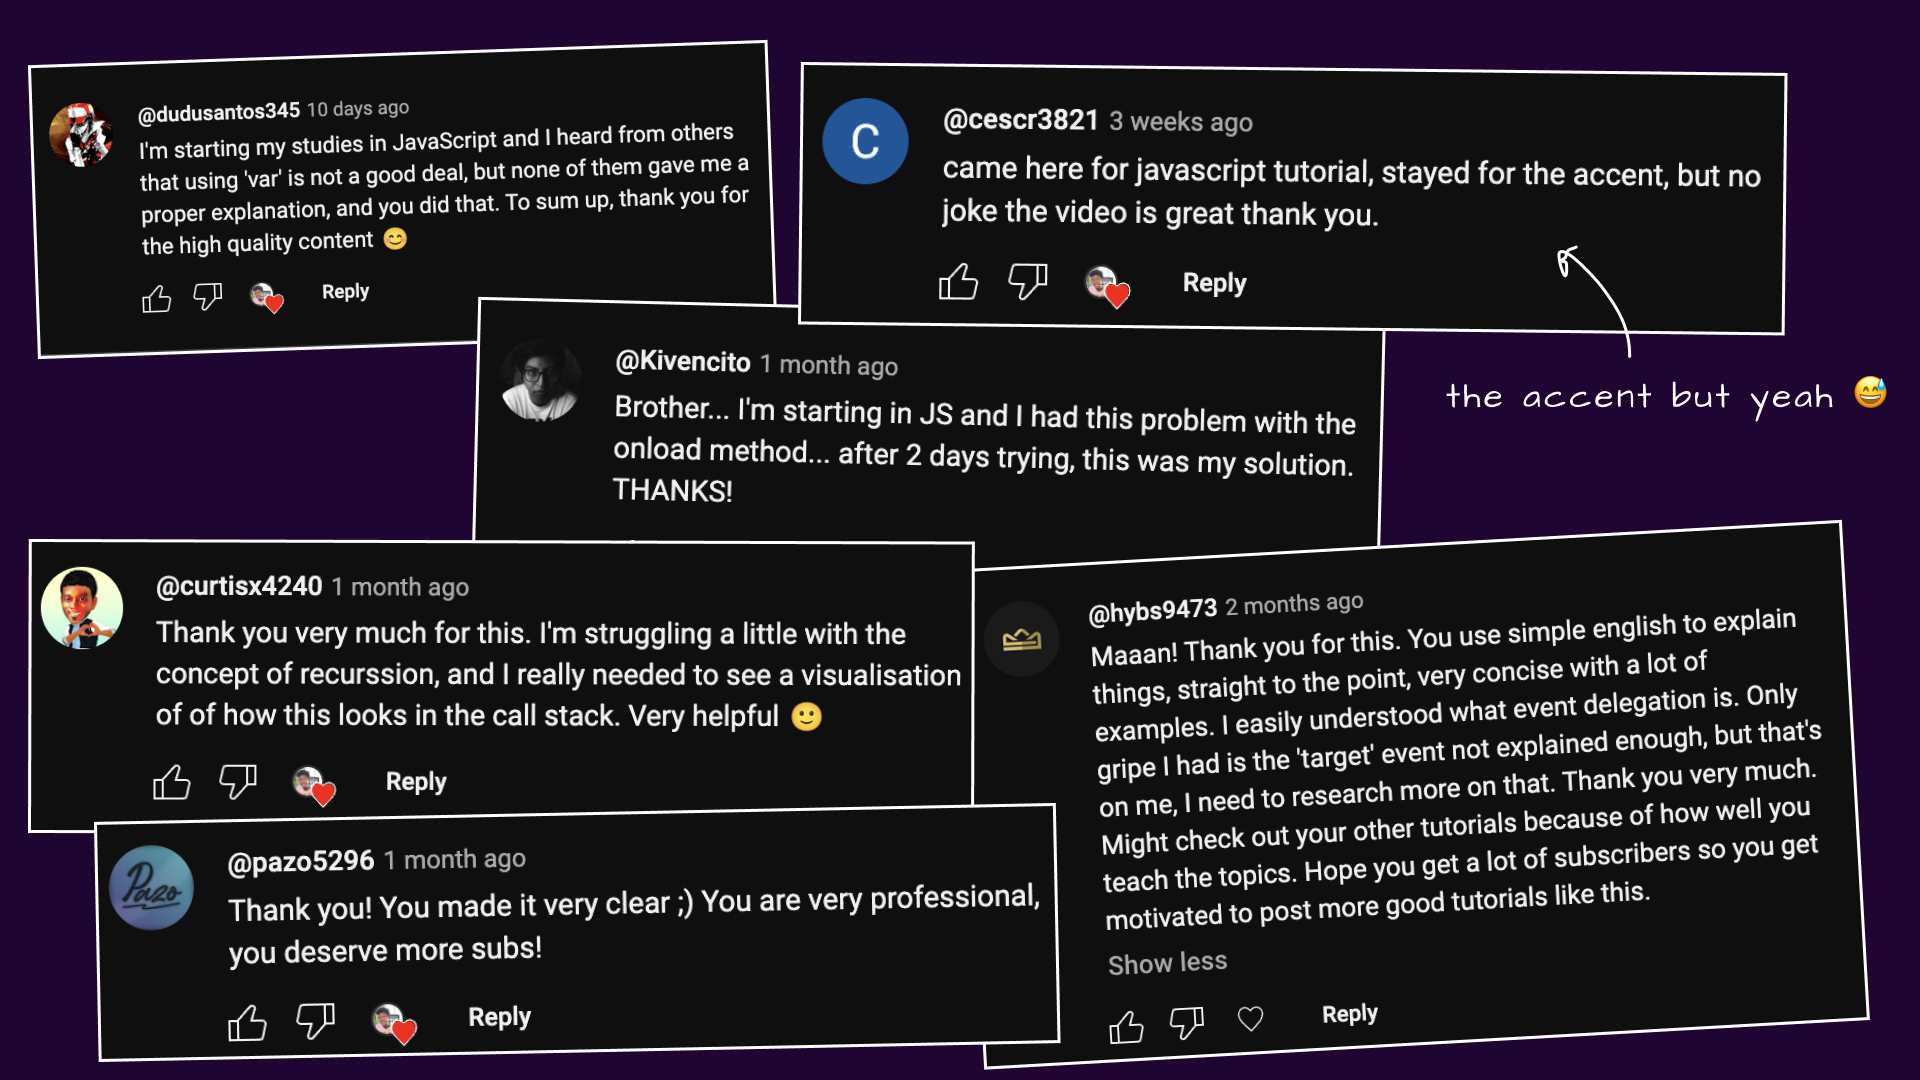 @dudusantos345 10 days ago
I'm starting my studies in JavaScript and I heard from others
that using 'var' is not a good deal, but none of them gave me a
proper explanation, and you did that. To sum up, thank you for
the high quality content 😊
Reply
C
@cescr3821 3 weeks ago
came here for javascript tutorial, stayed for the accent, but no
joke the video is great thank you.
Reply
the accent but yeah 😅
@Kivencito 1 month ago
Brother... I'm starting in JS and I had this problem with the
onload method... after 2 days trying, this was my solution.
THANKS!
@curtisx4240 1 month ago
Thank you very much for this. I'm struggling a little with the
concept of recurssion, and I really needed to see a visualisation
of of how this looks in the call stack. Very helpful 🙂
Reply
@hybs9473 2 months ago
Maaan! Thank you for this. You use simple english to explain
things, straight to the point, very concise with a lot of
examples. I easily understood what event delegation is. Only
gripe I had is the 'target' event not explained enough, but that's
on me, I need to research more on that. Thank you very much.
Might check out your other tutorials because of how well you
teach the topics. Hope you get a lot of subscribers so you get
motivated to post more good tutorials like this.
Show less
Reply
Pazo
@pazo5296 1 month ago
Thank you! You made it very clear ;) You are very professional,
you deserve more subs!
Reply